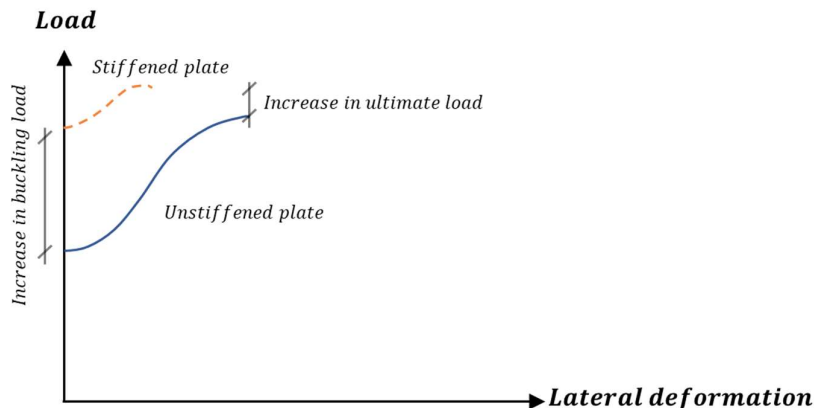 Load
Stiffened plate
Increase in ultimate load
Increase in buckling load
Unstiffened plate
Lateral deformation